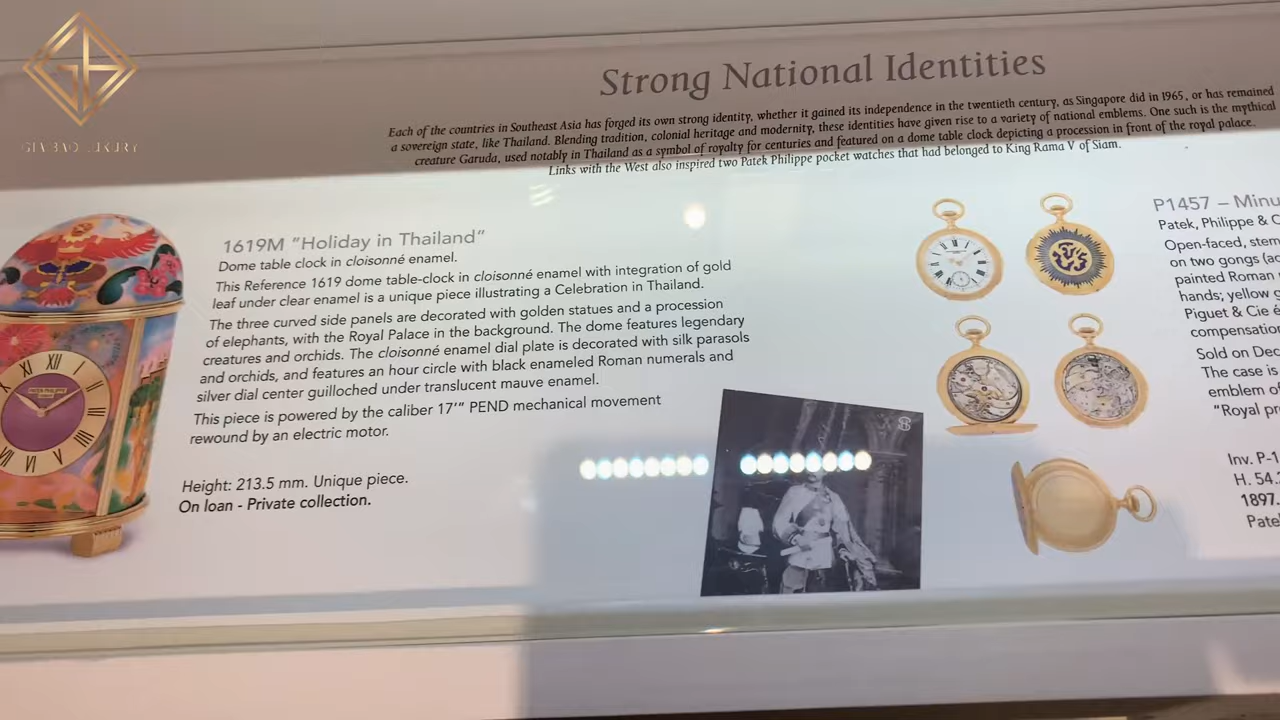 Strong National Identities
Each of the countries in Southeast Asia has forged its own strong identity, whether it gained its independence in the twentieth century, as Singapore did in 1965, or has remained
a sovereign state, like Thailand. Blending tradition, colonial heritage and modernity, these identities have given rise to a variety of national emblems. One such is the mythical
creature Garuda, used notably in Thailand as a symbol of royalty for centuries and featured on a dome table clock depicting a procession in front of the royal palace.
Links with the West also inspired two Patek Philippe pocket watches that had belonged to King Rama V of Siam.
1619M "Holiday in Thailand"
Dome table clock in cloisonné enamel.
This Reference 1619 dome table-clock in cloisonné enamel with integration of gold
leaf under clear enamel is a unique piece illustrating a Celebration in Thailand.
The three curved side panels are decorated with golden statues and a procession
of elephants, with the Royal Palace in the background. The dome features legendary
creatures and orchids. The cloisonné enamel dial plate is decorated with silk parasols
and orchids, and features an hour circle with black enameled Roman numerals and
silver dial center guilloched under translucent mauve enamel.
This piece is powered by the caliber 17''' PEND mechanical movement
rewound by an electric motor.
Height: 213.5 mm. Unique piece.
On loan - Private collection.
P1457 – Minu
Patek, Philippe & C
Open-faced, stem
on two gongs (ac
painted Roman
hands; yellow g
Piguet & Cie é
compensatio
Sold on Dec
The case is
emblem o
"Royal pr
Inv. P-1
H. 54.
1897.
Pate